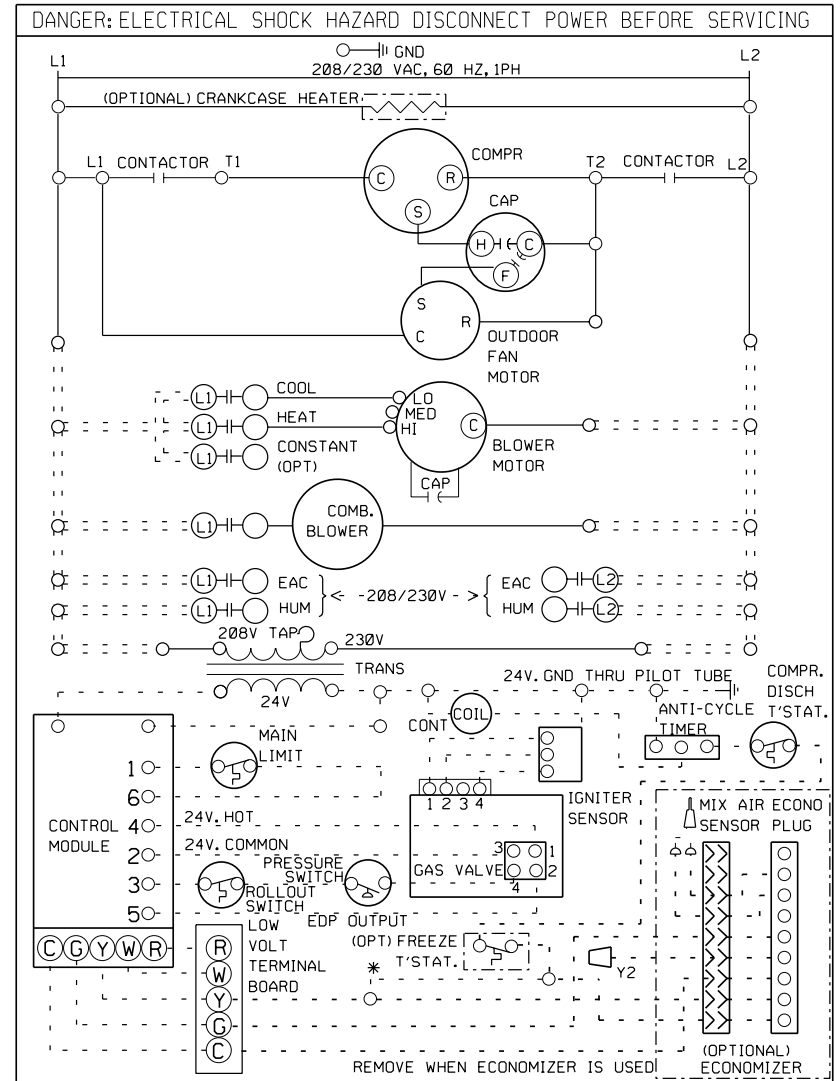 DANGER: ELECTRICAL SHOCK HAZARD DISCONNECT POWER BEFORE SERVICING
GND
L1
L2
208/230 VAC, 60 HZ, 1PH
(OPTIONAL) CRANKCASE HEATER
COMPR
L1 CONTACTOR T1
T2 CONTACTOR L2
C R
S
CAP
H C
F
S
C R
OUTDOOR
FAN
MOTOR
L1 COOL
LO
MED
HI
L1 HEAT
L1 CONSTANT
(OPT)
C
BLOWER
MOTOR
CAP
L1
COMB.
BLOWER
L1 EAC
L1 HUM
-208/230V-
EAC L2
HUM L2
208V TAP
230V
TRANS
24V
24V. GND THRU PILOT TUBE
COMPR.
DISCH
T'STAT.
CONT COIL
ANTI-CYCLE
TIMER
MAIN
LIMIT
CONTROL
MODULE
1
6
4
2
3
5
C G Y W R
24V. HOT
24V. COMMON
PRESSURE
SWITCH
ROLLOUT
SWITCH
EDP OUTPUT
IGNITER
SENSOR
1 2 3 4
GAS VALVE
3 1
2
4
MIX AIR
SENSOR
ECONO
PLUG
LOW
VOLT
TERMINAL
BOARD
R
W
Y
G
C
(OPT) FREEZE
T'STAT.
*
Y2
REMOVE WHEN ECONOMIZER IS USED
(OPTIONAL)
ECONOMIZER